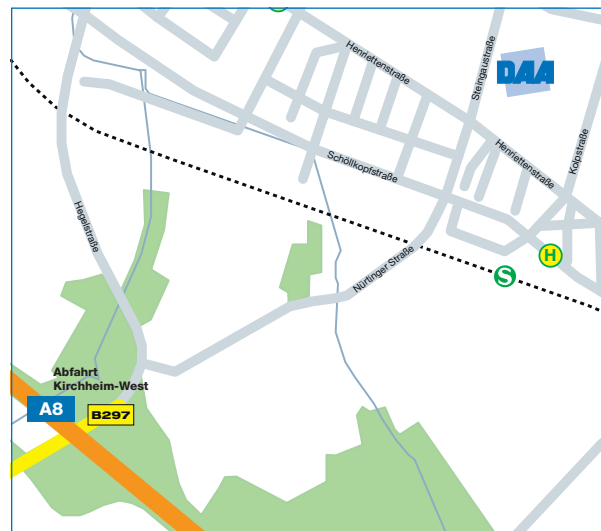 Henriettenstraße
Steingaustraße
DAA
Kolpstraße
Henriettenstraße
Schöllkopfstraße
Hegelstraße
Nürtinger Straße
H
S
Abfahrt
Kirchheim-West
A8
B297